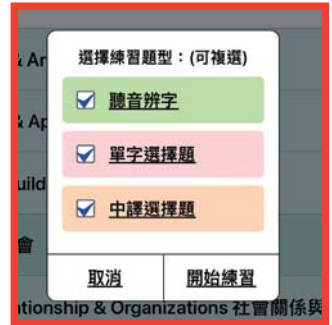 & Ar
選擇練習題型：(可複選)
聽音辨字
& Ap
單字選擇題
uild
中譯選擇題
會
取消
開始練習
tionship & Organizations 社會關係與